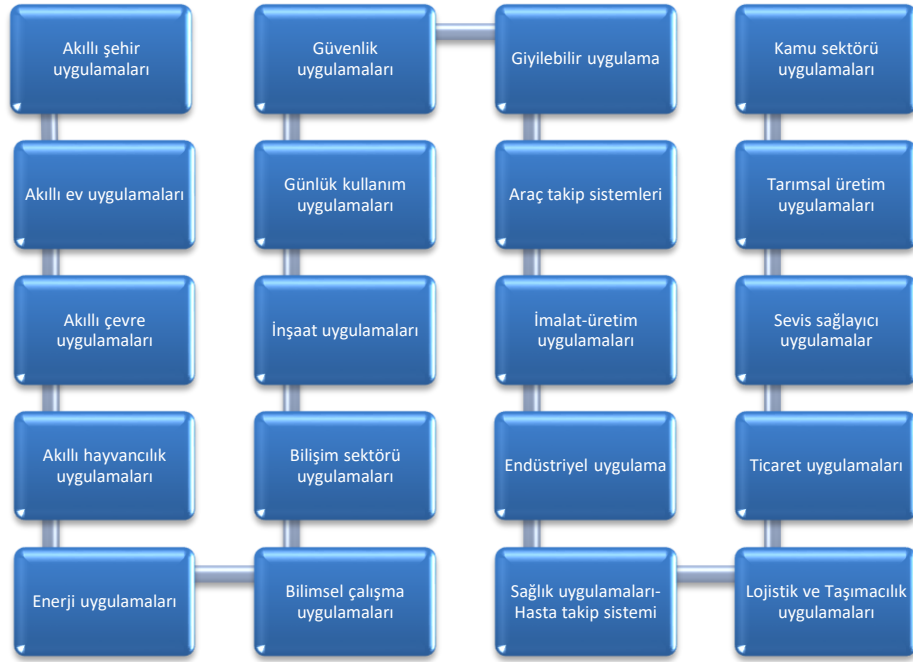 Akıllı şehir
uygulamaları
Akıllı ev uygulamaları
Akıllı çevre
uygulamaları
Akıllı hayvancılık
uygulamaları
Enerji uygulamaları
Bilimsel çalışma
uygulamaları
Bilişim sektörü
uygulamaları
İnşaat uygulamaları
Günlük kullanım
uygulamaları
Güvenlik
uygulamaları
Giyilebilir uygulama
Araç takip sistemleri
İmalat-üretim
uygulamaları
Endüstriyel uygulama
Sağlık uygulamaları-
Hasta takip sistemi
Lojistik ve Taşımacılık
uygulamaları
Ticaret uygulamaları
Sevis sağlayıcı
uygulamalar
Tarımsal üretim
uygulamaları
Kamu sektörü
uygulamaları